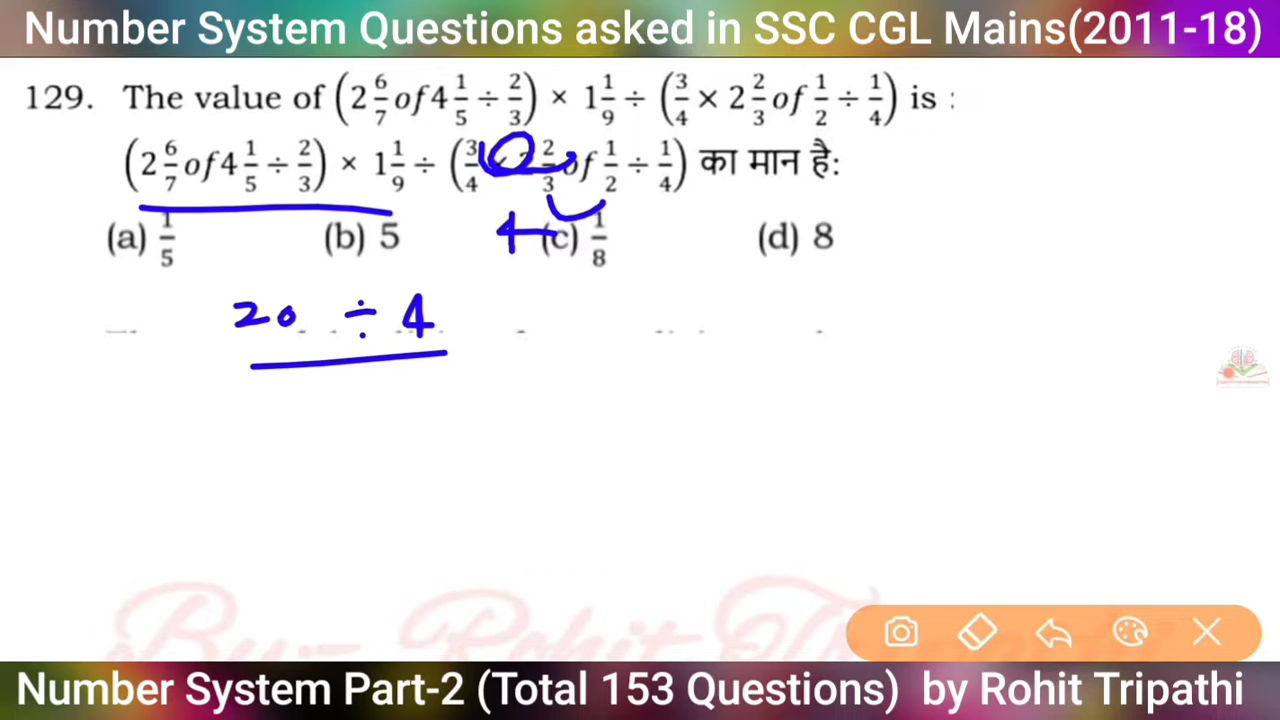 Number System Questions asked in SSC CGL Mains(2011-18)
129. The value of (2 6/7 of 4 1/5 ÷ 2/3) × 1 1/9 ÷ (3/4 × 2 2/3 of 1/2 ÷ 1/4) is :
(2 6/7 of 4 1/5 ÷ 2/3) × 1 1/9 ÷ (3/4 × 2 2/3 of 1/2 ÷ 1/4) का मान है:
(a) 1/5 (b) 5 4 (c) 1/8 (d) 8
20 ÷ 4
By:- Rohit
Number System Part-2 (Total 153 Questions) by Rohit Tripathi